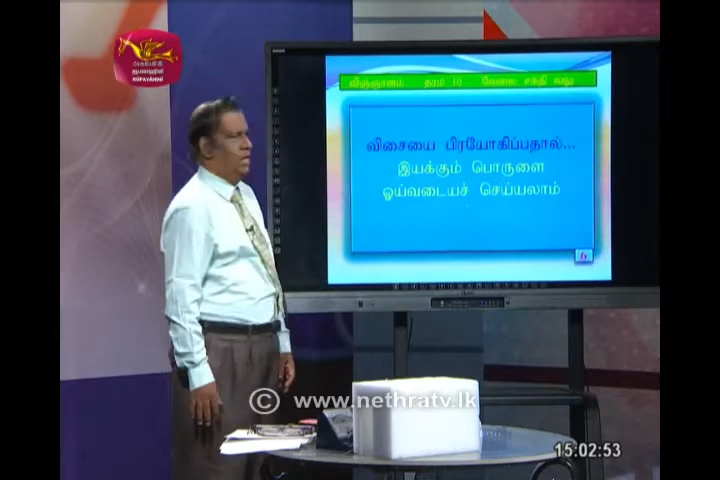 விஞ்ஞானம் தரம் 10 வேலை சக்தி வலு
விசையை பிரயோகிப்பதால்...
இயக்கும் பொருளை
ஓய்வடையச் செய்யலாம்
6
© www.nethratv.lk
15:02:53